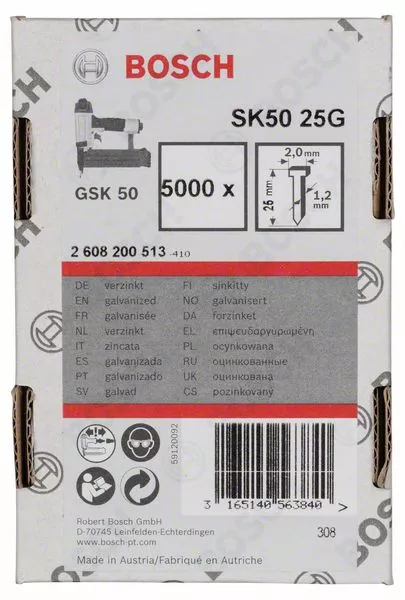 BOSCH
SK50 25G
GSK 50
5000 x
2,0 mm
25 mm
1,2 mm
2 608 200 513 -410
DE verzinkt FI sinkitty
EN galvanized NO galvanisert
FR galvanisée DA forzinket
NL verzinkt EL επιψευδαργυρωμένη
IT zincata PL ocynkowana
ES galvanizada RU оцинкованные
PT galvanizado UK оцинкована
SV galvad CS pozinkovaný
59120092
3 165140 563840 >
Robert Bosch GmbH
D-70745 Leinfelden-Echterdingen
www.bosch-pt.com
308
Made in Austria/Fabriqué en Autriche